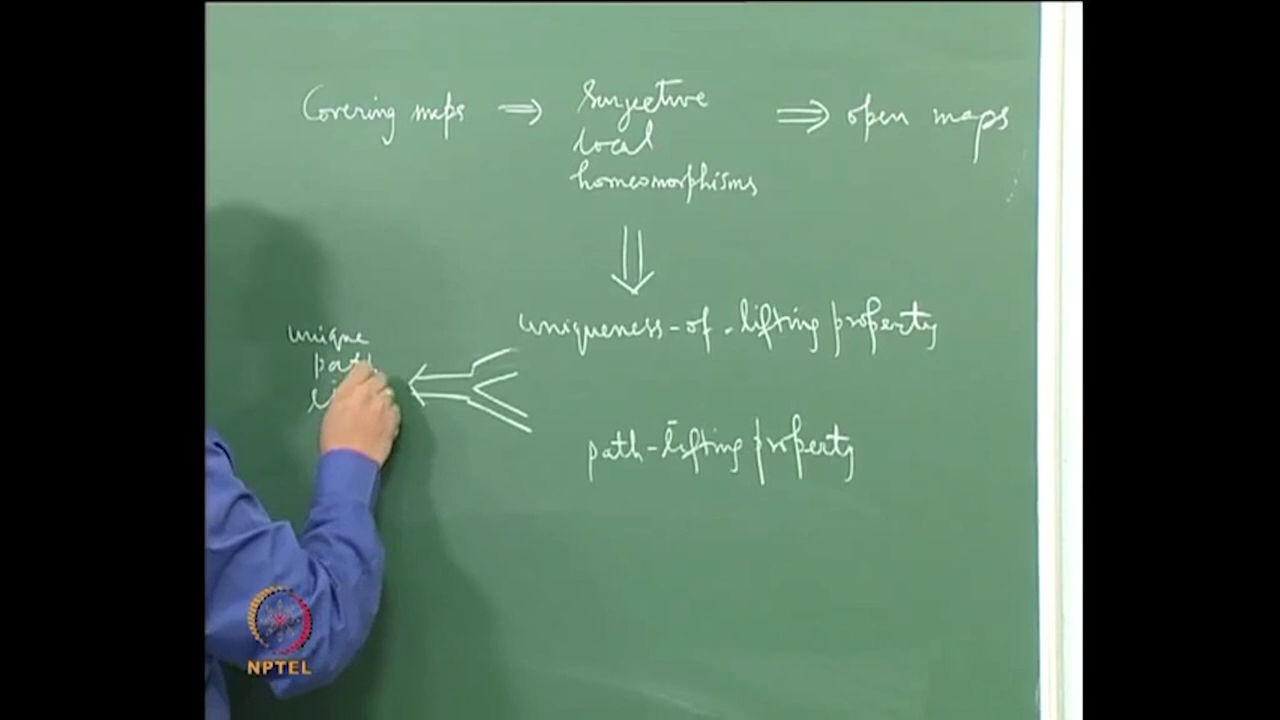 Covering maps ⇒ Surjective ⇒ open maps
local
homeomorphisms
⇓
uniqueness-of-lifting property
unique
path
path-lifting property
NPTEL